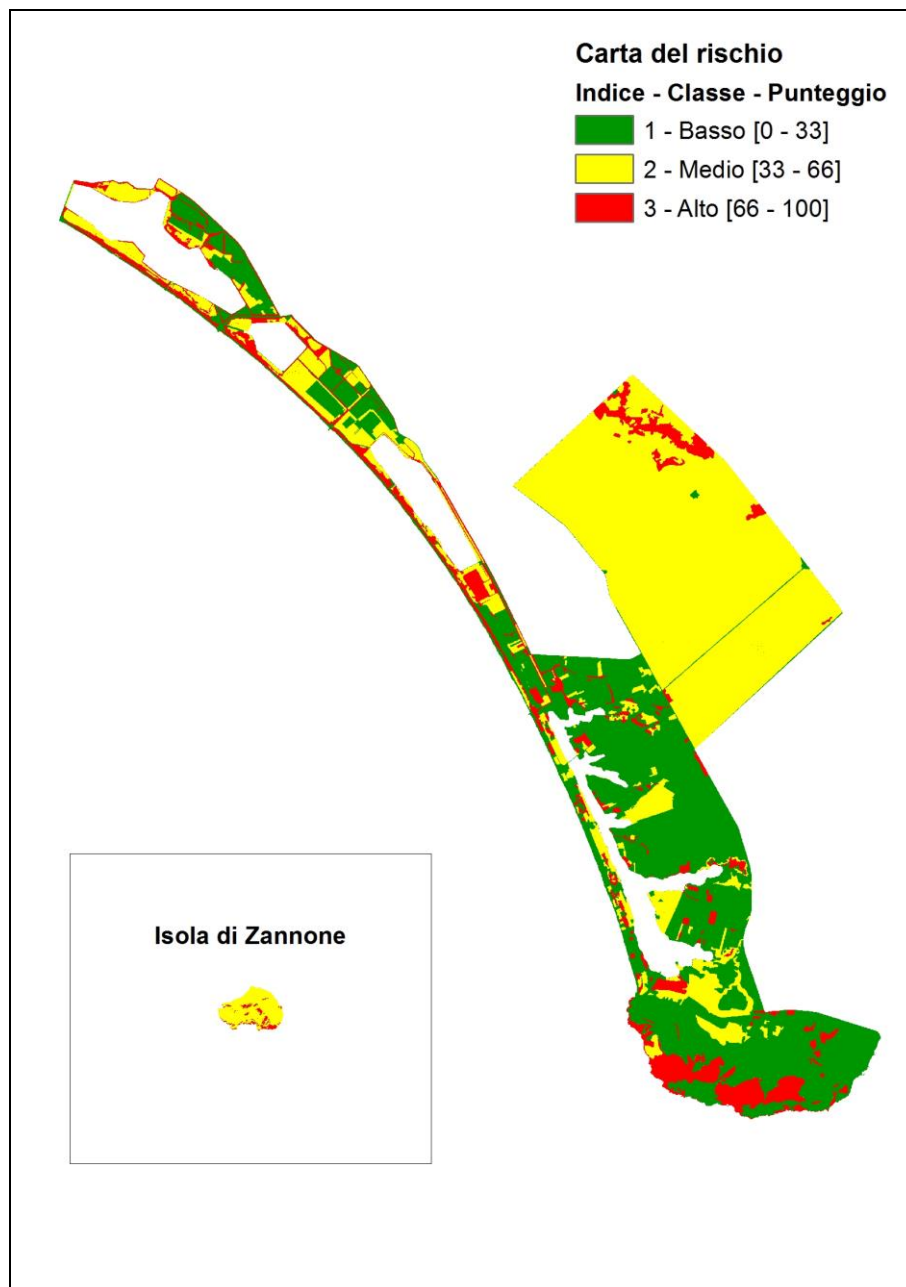 Carta del rischio
Indice - Classe - Punteggio
1 - Basso [0 - 33]
2 - Medio [33 - 66]
3 - Alto [66 - 100]
Isola di Zannone